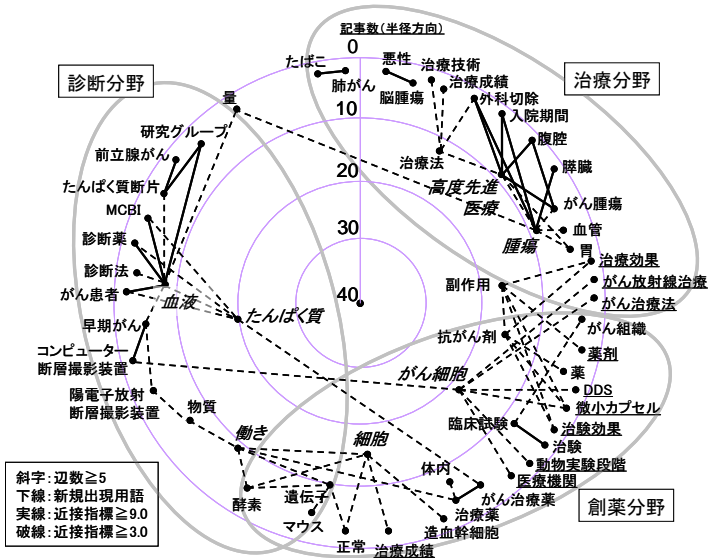 記事数(半径方向)
0
10
20
30
40
診断分野
治療分野
創薬分野
たばこ
肺がん
悪性
脳腫瘍
治療技術
治療成績
外科切除
入院期間
治療法
腹腔
膵臓
高度先進
医療
がん腫瘍
腫瘍
血管
胃
治療効果
がん放射線治療
がん治療法
がん組織
副作用
抗がん剤
薬剤
薬
がん細胞
DDS
微小カプセル
臨床試験
治験効果
治験
動物実験段階
医療機関
量
研究グループ
前立腺がん
たんぱく質断片
MCBI
診断薬
診断法
がん患者
血液
たんぱく質
早期がん
コンピューター
断層撮影装置
陽電子放射
断層撮影装置
物質
働き
細胞
酵素
遺伝子
マウス
正常
治療成績
体内
がん治療薬
治療薬
造血幹細胞
斜字:辺数≧5
下線:新規出現用語
実線:近接指標≧9.0
破線:近接指標≧3.0